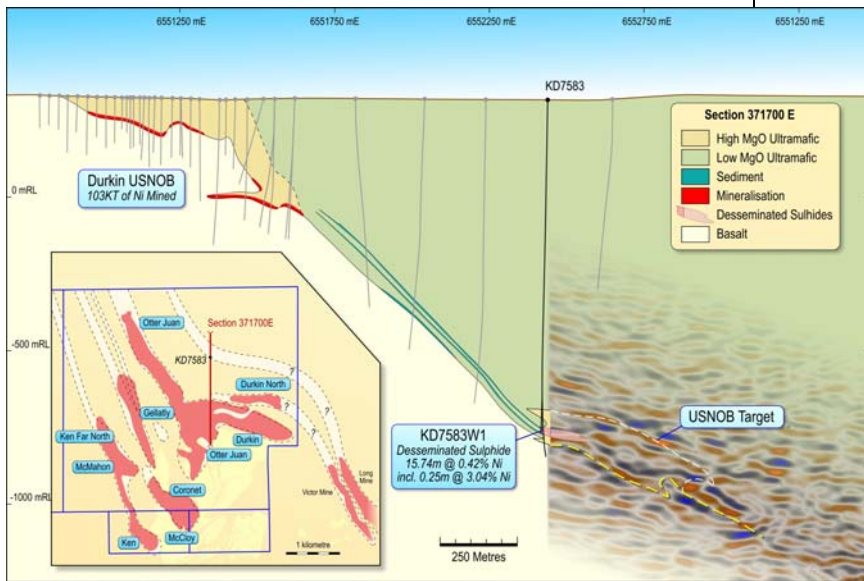 6551250 mE
6551750 mE
6552250 mE
6552750 mE
6551250 mE
KD7583
Section 371700 E
High MgO Ultramafic
Low MgO Ultramafic
Sediment
Mineralisation
Desseminated Sulhides
Basalt
Durkin USNOB
103KT of Ni Mined
0 mRL
-500 mRL
-1000 mRL
Otter Juan
Section 371700E
KD7583
Durkin North
Gellatly
Ken Far North
Durkin
McMahon
Otter Juan
Coronet
Long
Mine
Victor Mine
Ken
McCloy
1 kilometre
?
?
?
?
KD7583W1
Desseminated Sulphide
15.74m @ 0.42% Ni
incl. 0.25m @ 3.04% Ni
USNOB Target
250 Metres